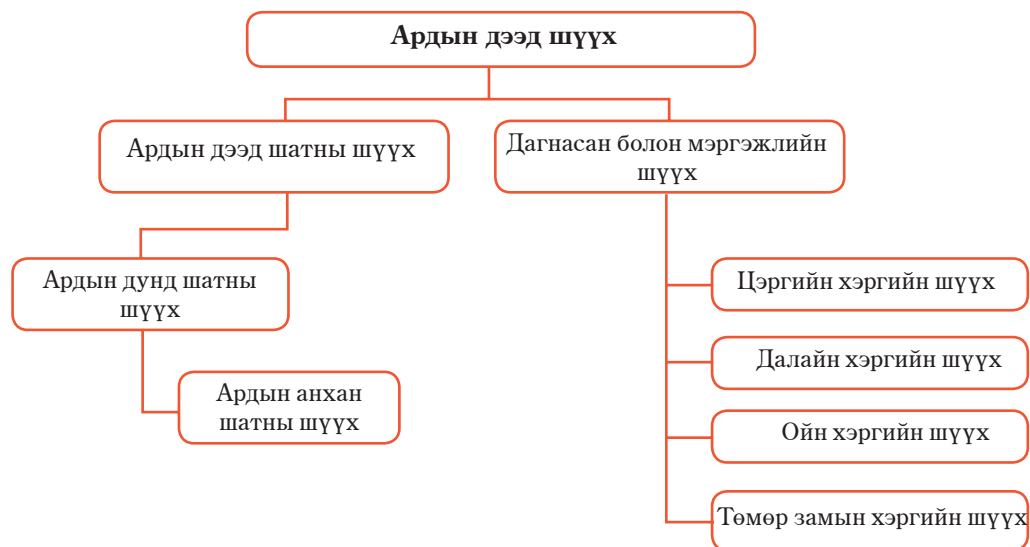 Ардын дээд шүүх
Ардын дээд шатны шүүх
Дагнасан болон мэргэжлийн
шүүх
Ардын дунд шатны
шүүх
Ардын анхан
шатны шүүх
Цэргийн хэргийн шүүх
Далайн хэргийн шүүх
Ойн хэргийн шүүх
Төмөр замын хэргийн шүүх